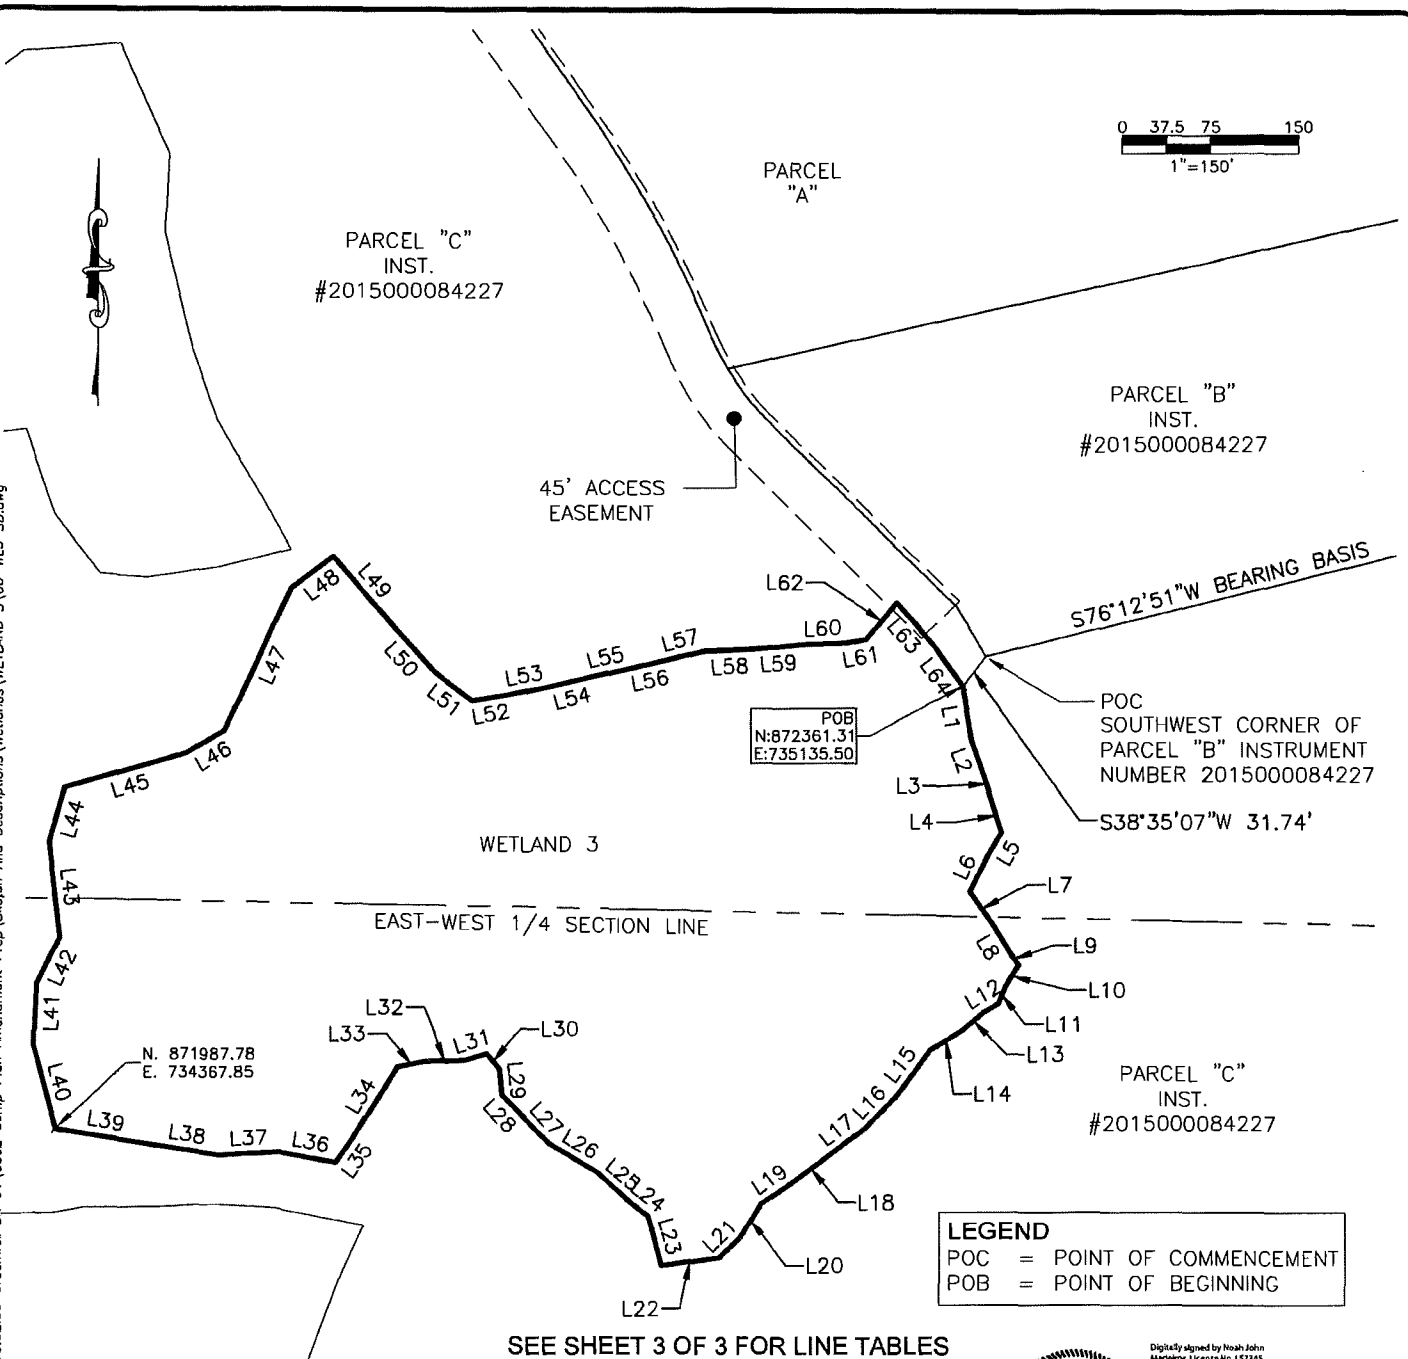 0 37.5 75 150
1"=150'
PARCEL
"A"
PARCEL "C"
INST.
#2015000084227
PARCEL "B"
INST.
#2015000084227
45' ACCESS
EASEMENT
S76°12'51"W BEARING BASIS
L62
L48
L49
L47
L50
L51
L52
L53
L54
L55
L56
L57
L58
L59
L60
L61
L63
L64
L46
L45
L44
L43
L42
L41
L40
POB
N:872361.31
E:735135.50
POC
SOUTHWEST CORNER OF
PARCEL "B" INSTRUMENT
NUMBER 2015000084227
S38°35'07"W 31.74'
L1
L2
L3
L4
L5
L6
L7
L8
L9
L10
L11
L12
L13
L14
L15
L16
L17
L18
L19
L20
L21
L22
L23
L24
L25
L26
L27
L28
L29
L30
L31
L32
L33
L34
L35
L36
L37
L38
L39
WETLAND 3
EAST-WEST 1/4 SECTION LINE
N. 871987.78
E. 734367.85
PARCEL "C"
INST.
#2015000084227
LEGEND
POC = POINT OF COMMENCEMENT
POB = POINT OF BEGINNING
SEE SHEET 3 OF 3 FOR LINE TABLES
Digitally signed by Noah John